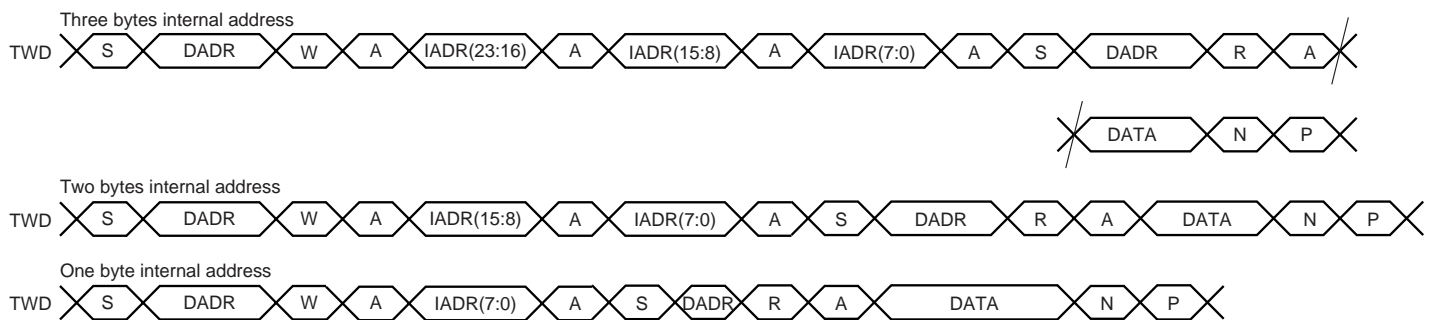 Three bytes internal address
TWD S DADR W A IADR(23:16) A IADR(15:8) A IADR(7:0) A S DADR R A
DATA N P
Two bytes internal address
TWD S DADR W A IADR(15:8) A IADR(7:0) A S DADR R A DATA N P
One byte internal address
TWD S DADR W A IADR(7:0) A S DADR R A DATA N P